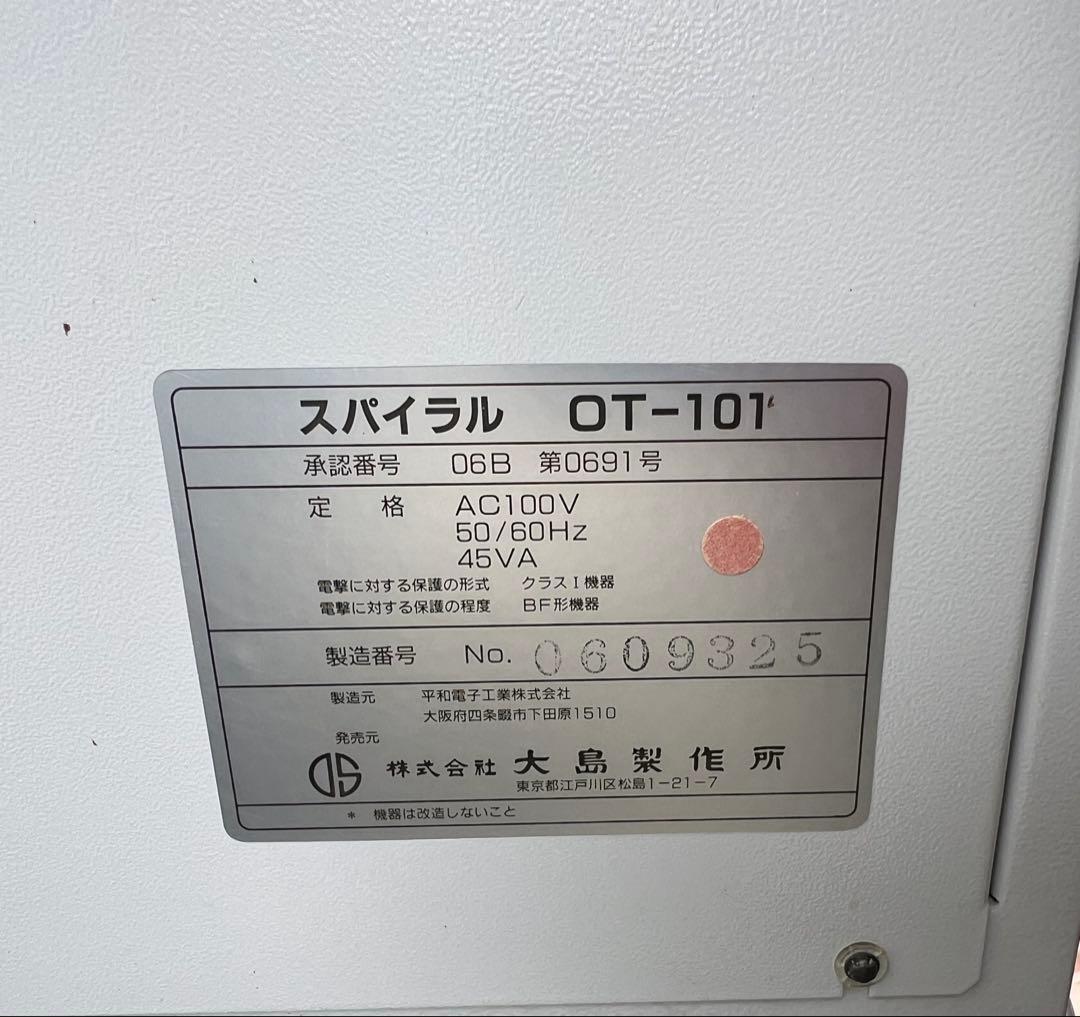 スパイラル OT-101
承認番号 06B 第0691号
定格 AC100V
50/60Hz
45VA
電撃に対する保護の形式 クラスⅠ機器
電撃に対する保護の程度 BF形機器
製造番号 No. 0609325
製造元 平和電子工業株式会社
大阪府四条畷市下田原1510
発売元
OS 株式会社 大島製作所
東京都江戸川区松島1-21-7
* 機器は改造しないこと